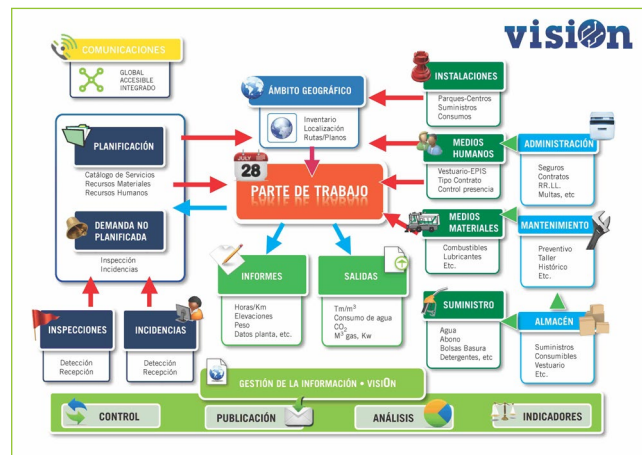 visiOn
COMUNICACIONES
GLOBAL
ACCESIBLE
INTEGRADO
ÁMBITO GEOGRÁFICO
Inventario
Localización
Rutas/Planos
INSTALACIONES
Parques-Centros
Suministros
Consumos
PLANIFICACIÓN
Catálogo de Servicios
Recursos Materiales
Recursos Humanos
JULY
28
PARTE DE TRABAJO
MEDIOS
HUMANOS
Vestuario-EPIS
Tipo Contrato
Control presencia
ADMINISTRACIÓN
Seguros
Contratos
RR.LL.
Multas, etc
DEMANDA NO
PLANIFICADA
Inspección
Incidencias
MEDIOS
MATERIALES
Combustibles
Lubricantes
Etc.
MANTENIMIENTO
Preventivo
Taller
Histórico
Etc.
INFORMES
Horas/Km
Elevaciones
Peso
Datos planta, etc.
SALIDAS
Tm/m³
Consumo de agua
CO₂
M³ gas, Kw
SUMINISTRO
Agua
Abono
Bolsas Basura
Detergentes, etc
ALMACÉN
Suministros
Consumibles
Vestuario
Etc.
INSPECCIONES
Detección
Recepción
INCIDENCIAS
Detección
Recepción
GESTIÓN DE LA INFORMACIÓN • VISIOn
CONTROL
PUBLICACIÓN
ANÁLISIS
INDICADORES